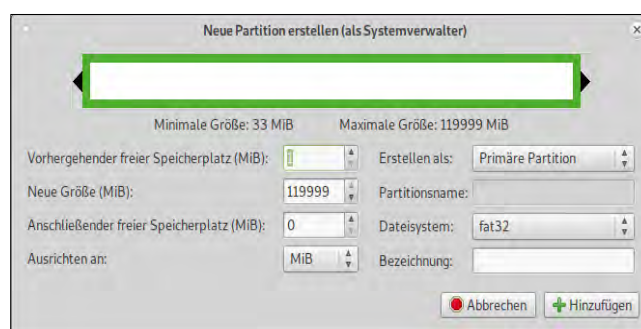 Neue Partition erstellen (als Systemverwalter)
Minimale Größe: 33 MiB Maximale Größe: 119999 MiB
Vorhergehender freier Speicherplatz (MiB): Erstellen als: Primäre Partition
Neue Größe (MiB): 119999 Partitionsname:
Anschließender freier Speicherplatz (MiB): 0 Dateisystem: fat32
Ausrichten an: MiB Bezeichnung:
Abbrechen Hinzufügen